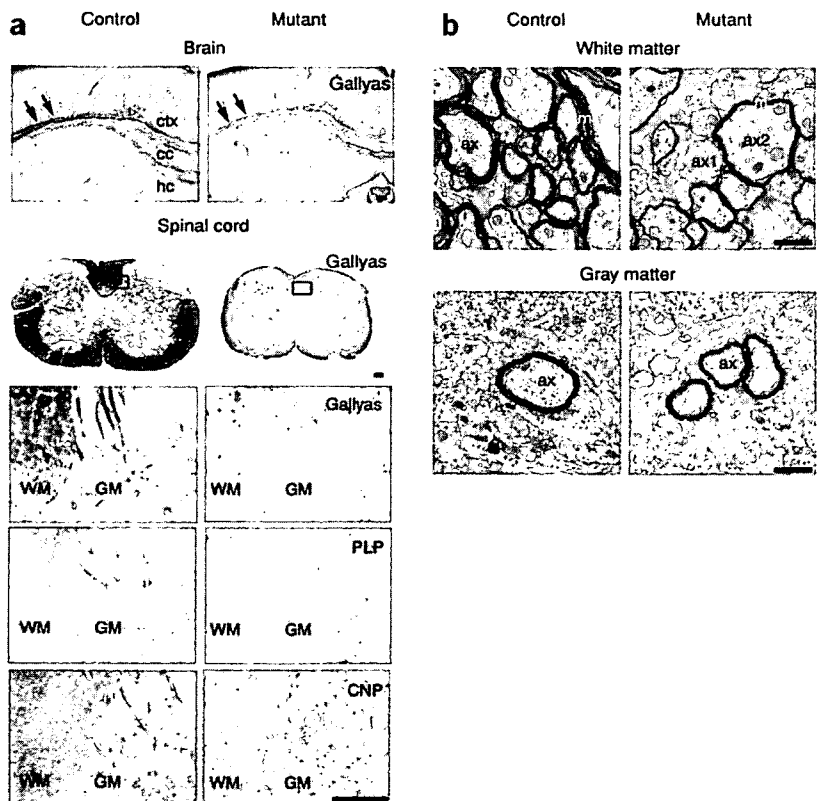 a
Control Mutant
Brain
Gallyas
ctx
cc
hc
Spinal cord
Gallyas
Gallyas
WM GM
WM GM
PLP
WM GM
WM GM
CNP
WM GM
WM GM
b
Control Mutant
White matter
m
ax
ax1
ax2
Gray matter
ax
ax